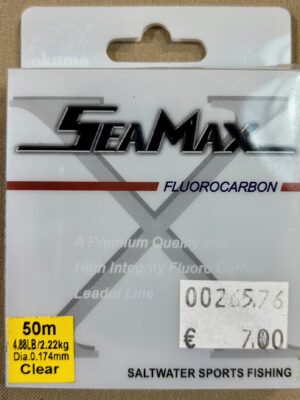 okuma
SEAMAX
FLUOROCARBON
A Premium Quality and
High Integrity Fluoro Carbon
Leader Line
00265.76
€ 7.00
50m
4.88LB/2.22kg
Dia.0.174mm
Clear
SALTWATER SPORTS FISHING